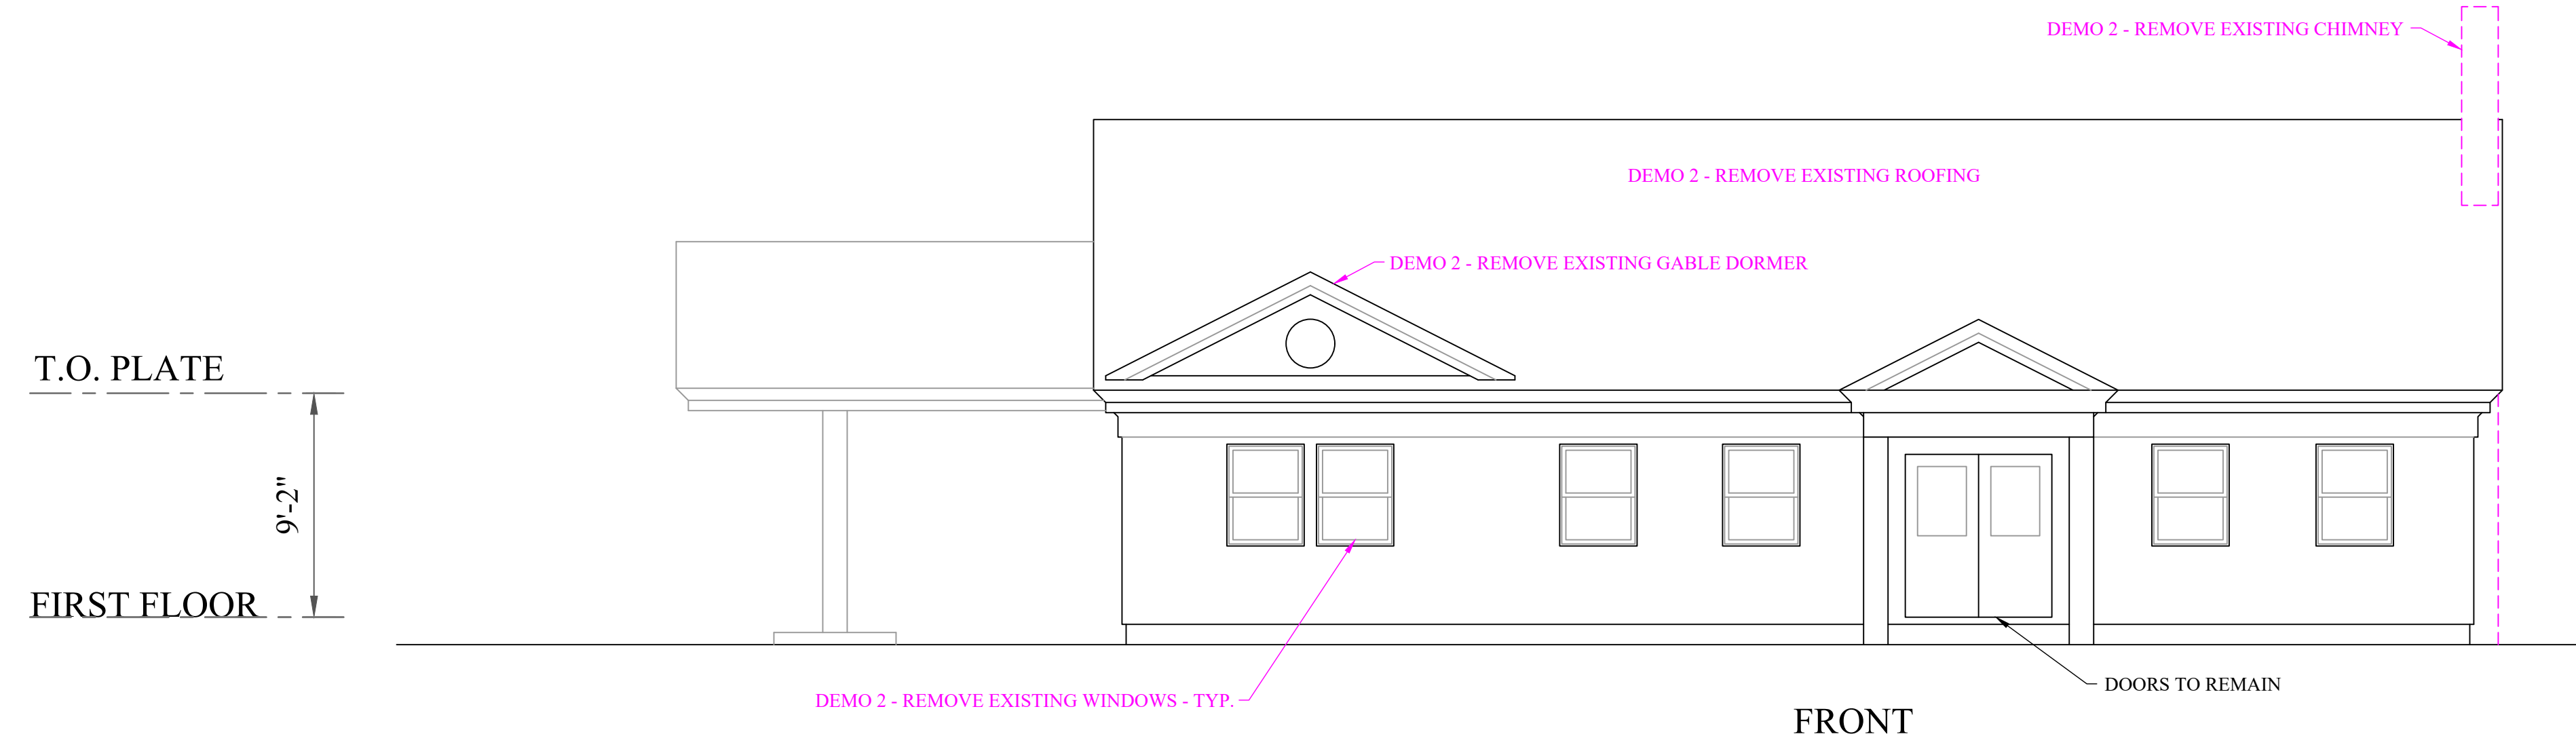 DEMO 2 - REMOVE EXISTING CHIMNEY
DEMO 2 - REMOVE EXISTING ROOFING
DEMO 2 - REMOVE EXISTING GABLE DORMER
T.O. PLATE
9'-2"
FIRST FLOOR
DEMO 2 - REMOVE EXISTING WINDOWS - TYP.
DOORS TO REMAIN
FRONT